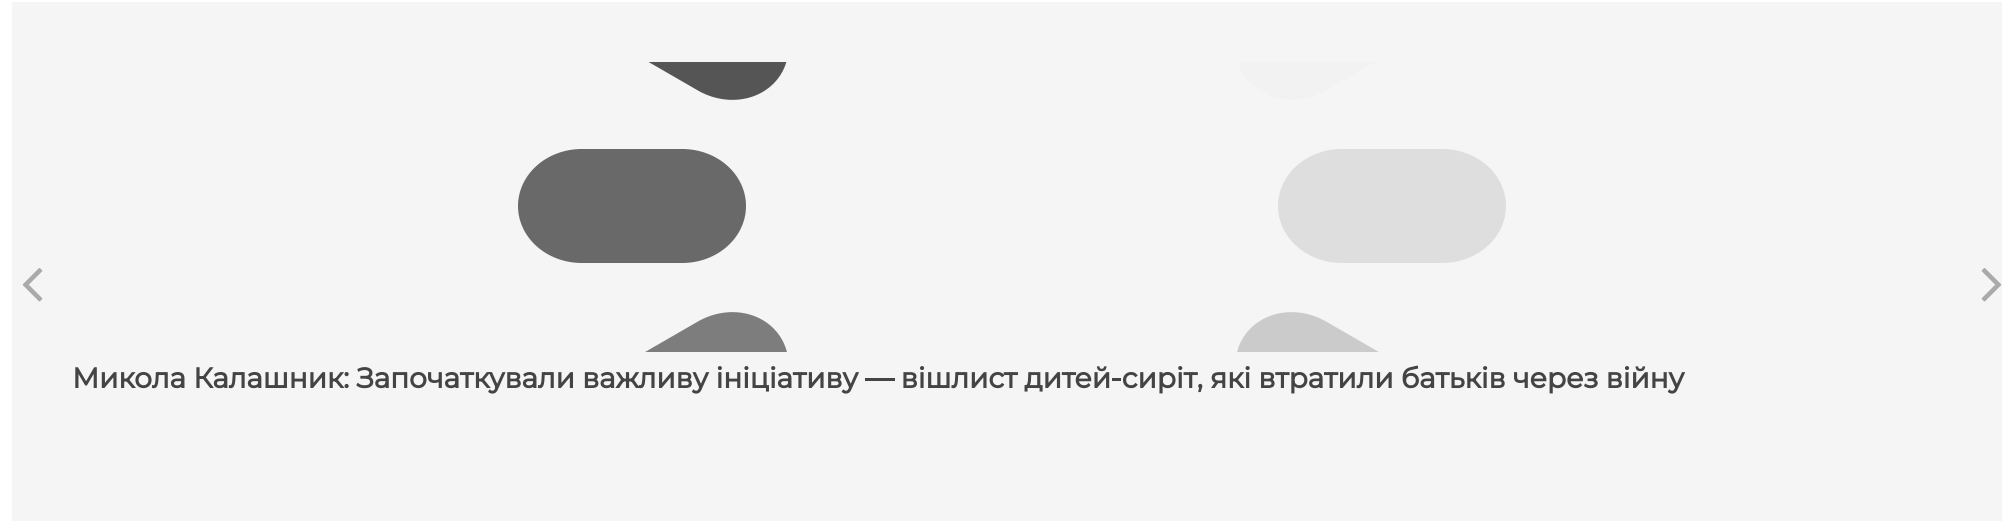 Микола Калашник: Започаткували важливу ініціативу — вішлист дитей-сиріт, які втратили батьків через війну